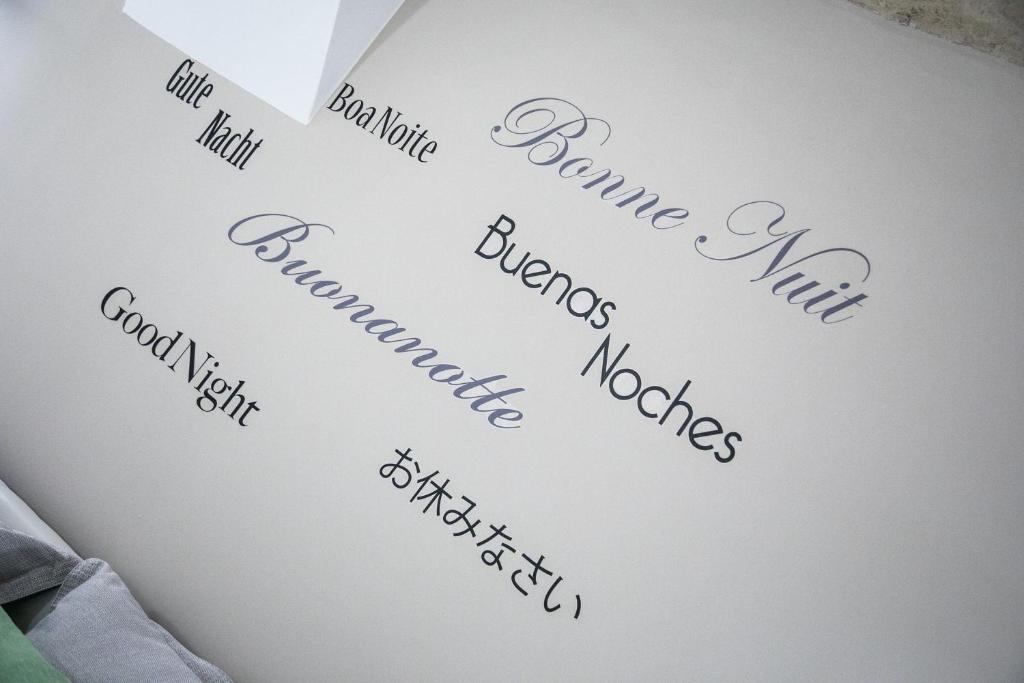 Gute
Nacht
Boa Noite
Bonne Nuit
Buenas
Noches
Buonanotte
Good Night
お休みなさい